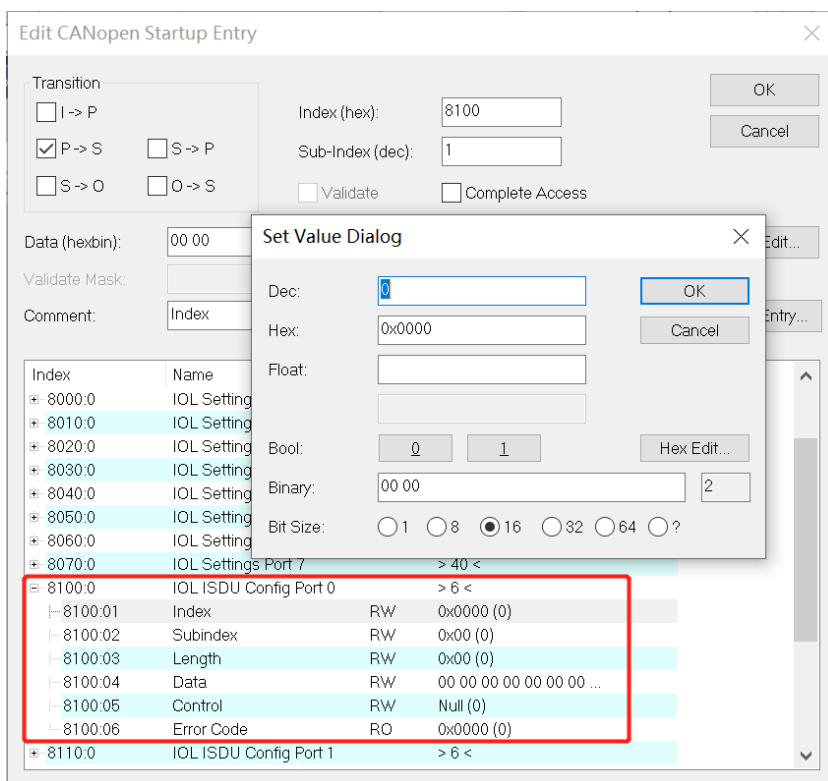 Edit CANopen Startup Entry
Transition
I -> P
P -> S
S -> P
S -> O
O -> S
Index (hex):
8100
Sub-Index (dec):
1
Validate
Complete Access
OK
Cancel
Data (hexbin):
00 00
Edit...
Validate Mask:
Comment:
Index
Entry...
Set Value Dialog
Dec:
0
OK
Hex:
0x0000
Cancel
Float:
Bool:
0
1
Hex Edit...
Binary:
00 00
2
Bit Size:
1
8
16
32
64
?
Index Name
8000:0 IOL Setting
8010:0 IOL Setting
8020:0 IOL Setting
8030:0 IOL Setting
8040:0 IOL Setting
8050:0 IOL Setting
8060:0 IOL Setting
8070:0 IOL Settings Port 7 > 40 <
8100:0 IOL ISDU Config Port 0 > 6 <
8100:01 Index RW 0x0000 (0)
8100:02 Subindex RW 0x00 (0)
8100:03 Length RW 0x00 (0)
8100:04 Data RW 00 00 00 00 00 00 00 ...
8100:05 Control RW Null (0)
8100:06 Error Code RO 0x0000 (0)
8110:0 IOL ISDU Config Port 1 > 6 <